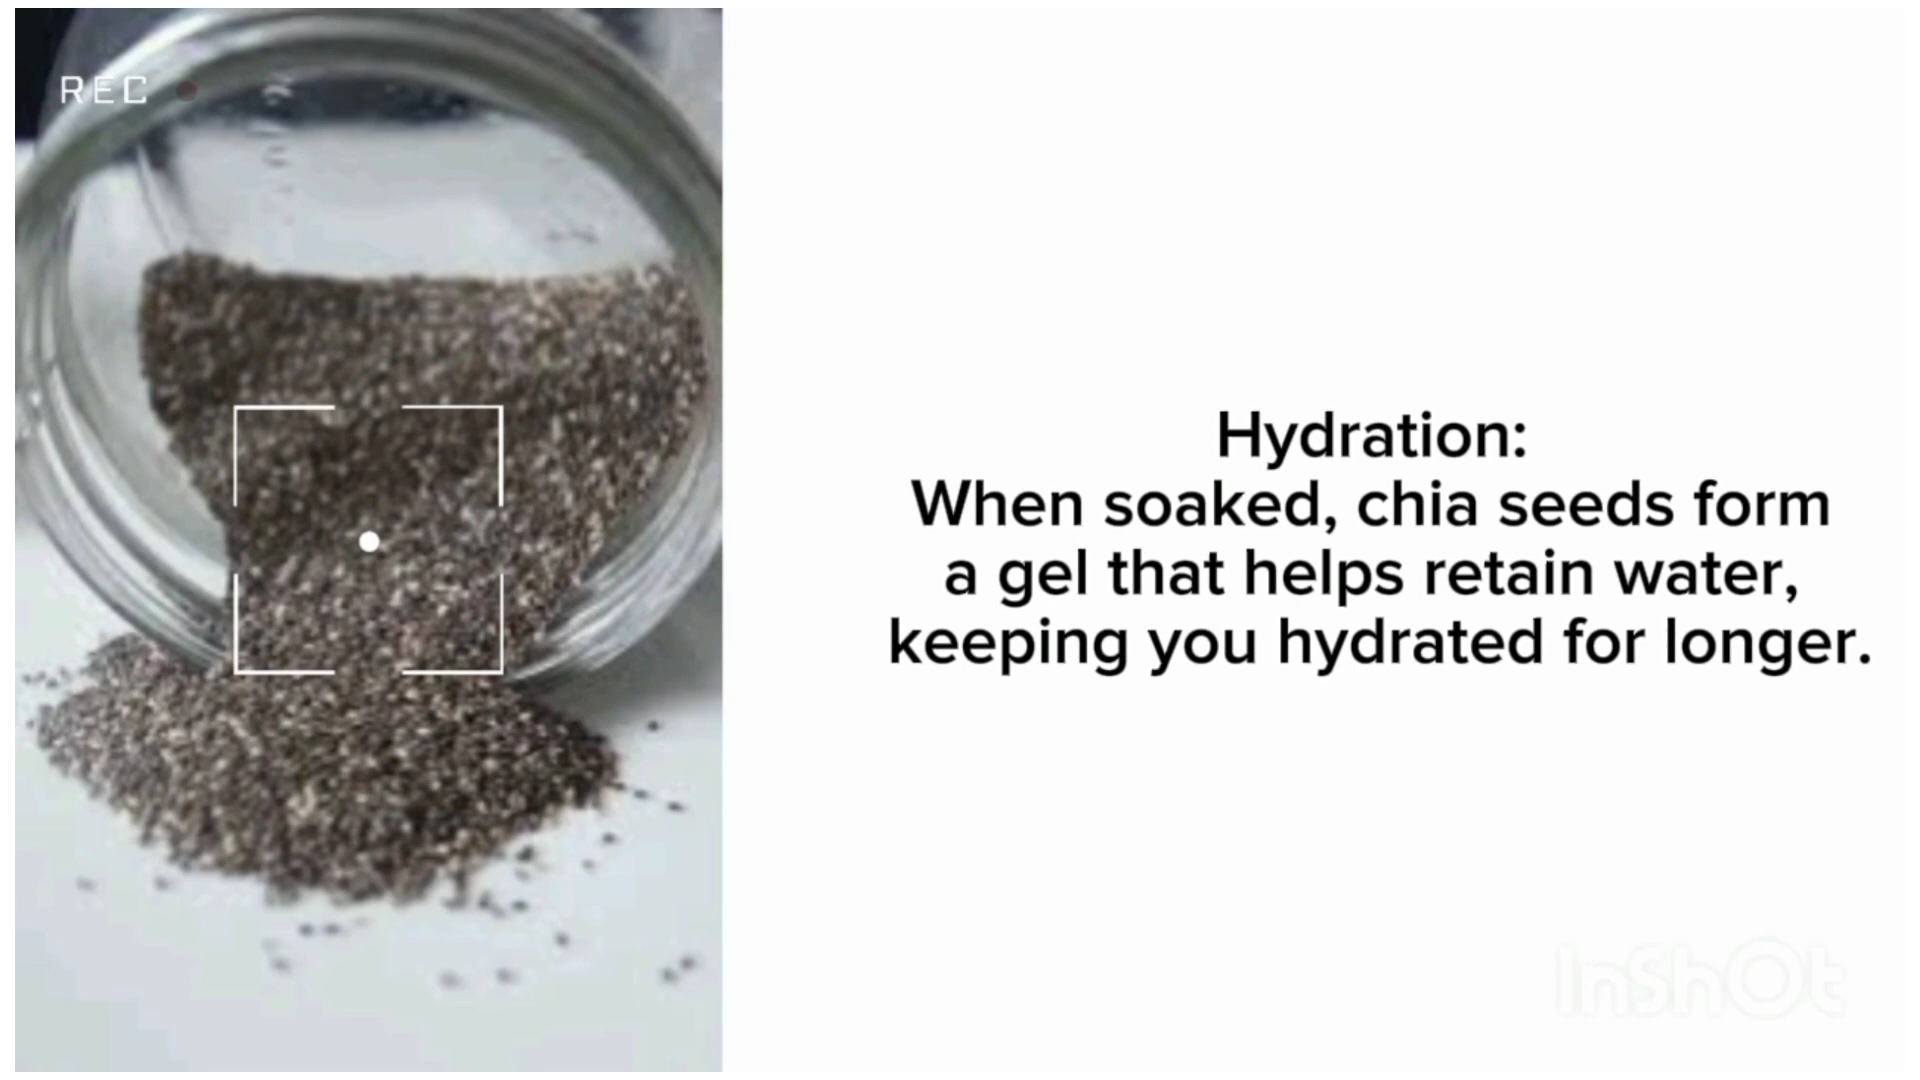 REC
Hydration:
When soaked, chia seeds form
a gel that helps retain water,
keeping you hydrated for longer.
InShOt